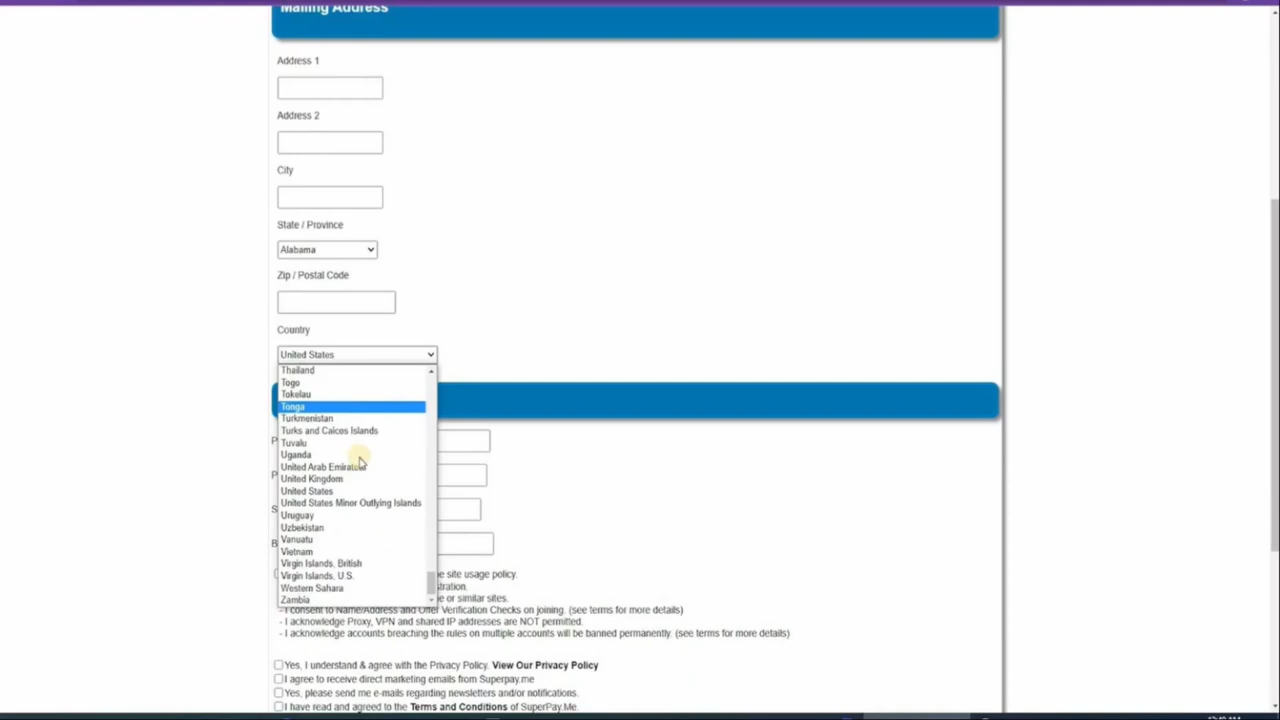 Mailing Address
Address 1
Address 2
City
State / Province
Alabama
Zip / Postal Code
Country
United States
Thailand
Togo
Tokelau
Tonga
Turkmenistan
Turks and Caicos Islands
Tuvalu
Uganda
United Arab Emirates
United Kingdom
United States
United States Minor Outlying Islands
Uruguay
Uzbekistan
Vanuatu
Vietnam
Virgin Islands, British
Virgin Islands, U.S.
Western Sahara
Zambia
P
P
S
B
e site usage policy.
tration.
e or similar sites.
- I consent to Name/Address and Offer Verification Checks on joining. (see terms for more details)
- I acknowledge Proxy, VPN and shared IP addresses are NOT permitted.
- I acknowledge accounts breaching the rules on multiple accounts will be banned permanently. (see terms for more details)
Yes, I understand & agree with the Privacy Policy. View Our Privacy Policy
I agree to receive direct marketing emails from Superpay.me
Yes, please send me e-mails regarding newsletters and/or notifications.
I have read and agreed to the Terms and Conditions of SuperPay.Me.